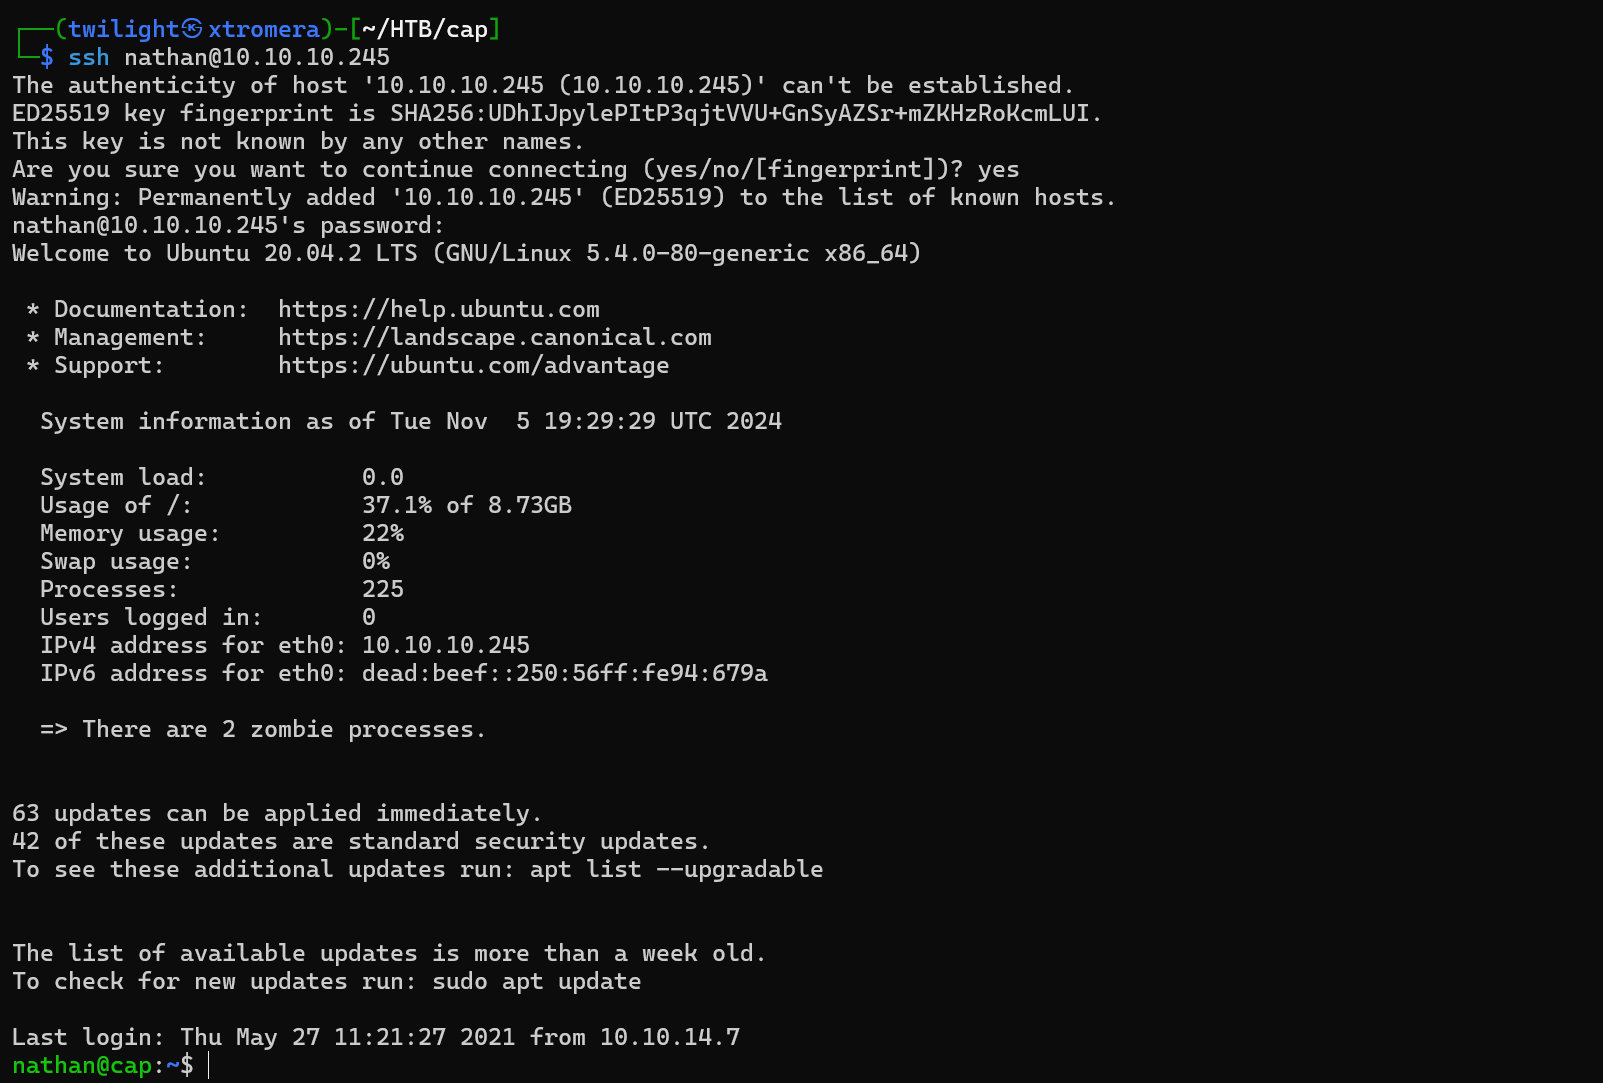 ┌──(twilight㉿xtromera)-[~/HTB/cap]
└─$ ssh nathan@10.10.10.245
The authenticity of host '10.10.10.245 (10.10.10.245)' can't be established.
ED25519 key fingerprint is SHA256:UDhIJpylePItP3qjtVVU+GnSyAZSr+mZKHzRoKcmLUI.
This key is not known by any other names.
Are you sure you want to continue connecting (yes/no/[fingerprint])? yes
Warning: Permanently added '10.10.10.245' (ED25519) to the list of known hosts.
nathan@10.10.10.245's password:
Welcome to Ubuntu 20.04.2 LTS (GNU/Linux 5.4.0-80-generic x86_64)

 * Documentation:  https://help.ubuntu.com
 * Management:     https://landscape.canonical.com
 * Support:        https://ubuntu.com/advantage

  System information as of Tue Nov  5 19:29:29 UTC 2024

  System load:           0.0
  Usage of /:            37.1% of 8.73GB
  Memory usage:          22%
  Swap usage:            0%
  Processes:             225
  Users logged in:       0
  IPv4 address for eth0: 10.10.10.245
  IPv6 address for eth0: dead:beef::250:56ff:fe94:679a

  => There are 2 zombie processes.


63 updates can be applied immediately.
42 of these updates are standard security updates.
To see these additional updates run: apt list --upgradable


The list of available updates is more than a week old.
To check for new updates run: sudo apt update

Last login: Thu May 27 11:21:27 2021 from 10.10.14.7
nathan@cap:~$